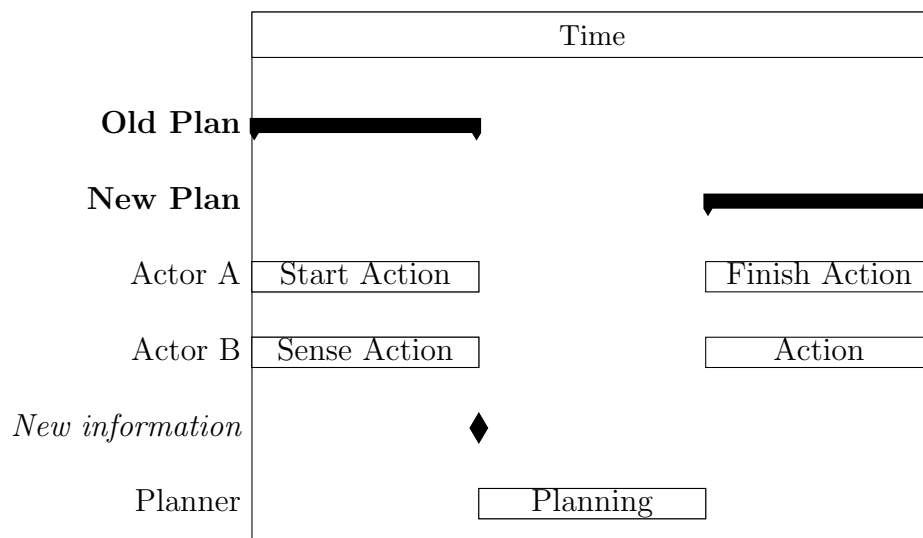 Time
Old Plan
New Plan
Actor A Start Action Finish Action
Actor B Sense Action Action
New information
Planner Planning